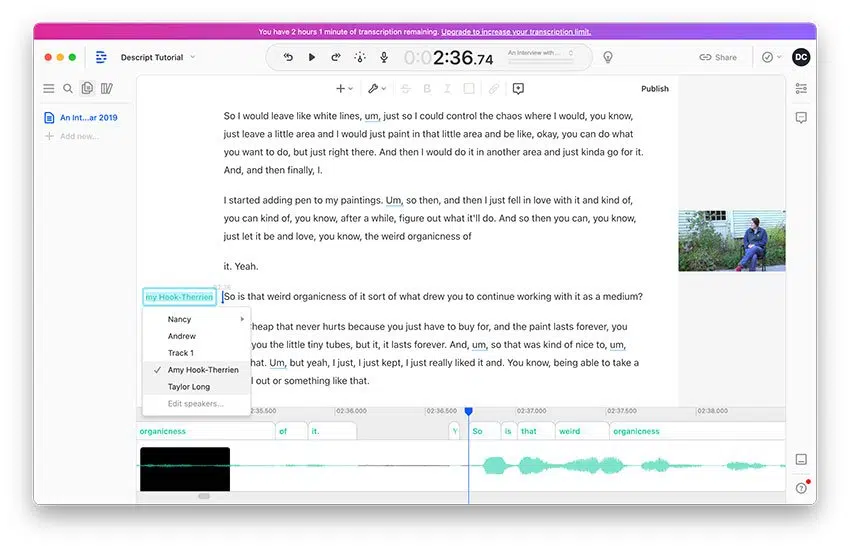 You have 2 hours 1 minute of transcription remaining. Upgrade to increase your transcription limit.
Descript Tutorial
0:02:36.74
An Interview with...
Share
DC
Publish
An Int...ar 2019
Add new...
So I would leave like white lines, um, just so I could control the chaos where I would, you know,
just leave a little area and I would just paint in that little area and be like, okay, you can do what
you want to do, but just right there. And then I would do it in another area and just kinda go for it.
And, and then finally, I.
I started adding pen to my paintings. Um, so then, and then I just fell in love with it and kind of,
you can kind of, you know, after a while, figure out what it'll do. And so then you can, you know,
just let it be and love, you know, the weird organicness of
it. Yeah.
02:36
my Hook-Therrien
So is that weird organicness of it sort of what drew you to continue working with it as a medium?
cheap that never hurts because you just have to buy for, and the paint lasts forever, you
you the little tiny tubes, but it, it lasts forever. And, um, so that was kind of nice to, um,
hat. Um, but yeah, I just, I just kept, I just really liked it and. You know, being able to take a
l out or something like that.
Nancy
Andrew
Track 1
Amy Hook-Therrien
Taylor Long
Edit speakers...
02:35.500
02:36.000
02:36.500
02:37.000
02:37.500
02:38.000
organicness
of
it.
Y
So
is
that
weird
organicness